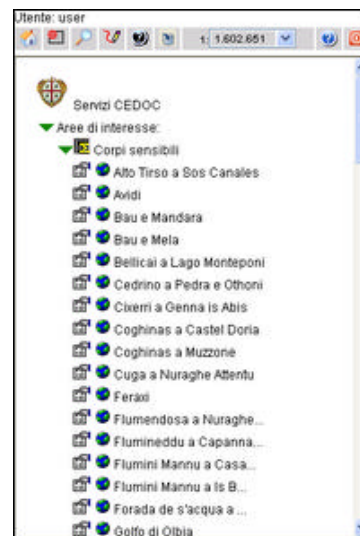 Utente: user
1: 1.602.651
Servizi CEDOC
Aree di interesse:
Corpi sensibili
Alto Tirso a Sos Canales
Avidi
Bau e Mandara
Bau e Mela
Bellicai a Lago Monteponi
Cedrino a Pedra e Othoni
Cixerri a Genna is Abis
Coghinas a Castel Doria
Coghinas a Muzzone
Cuga a Nuraghe Attentu
Feraxi
Flumendosa a Nuraghe...
Flumineddu a Capanna...
Flumini Mannu a Casa...
Flumini Mannu a Is B...
Forada de s'acqua a ...
Golfo di Olbia